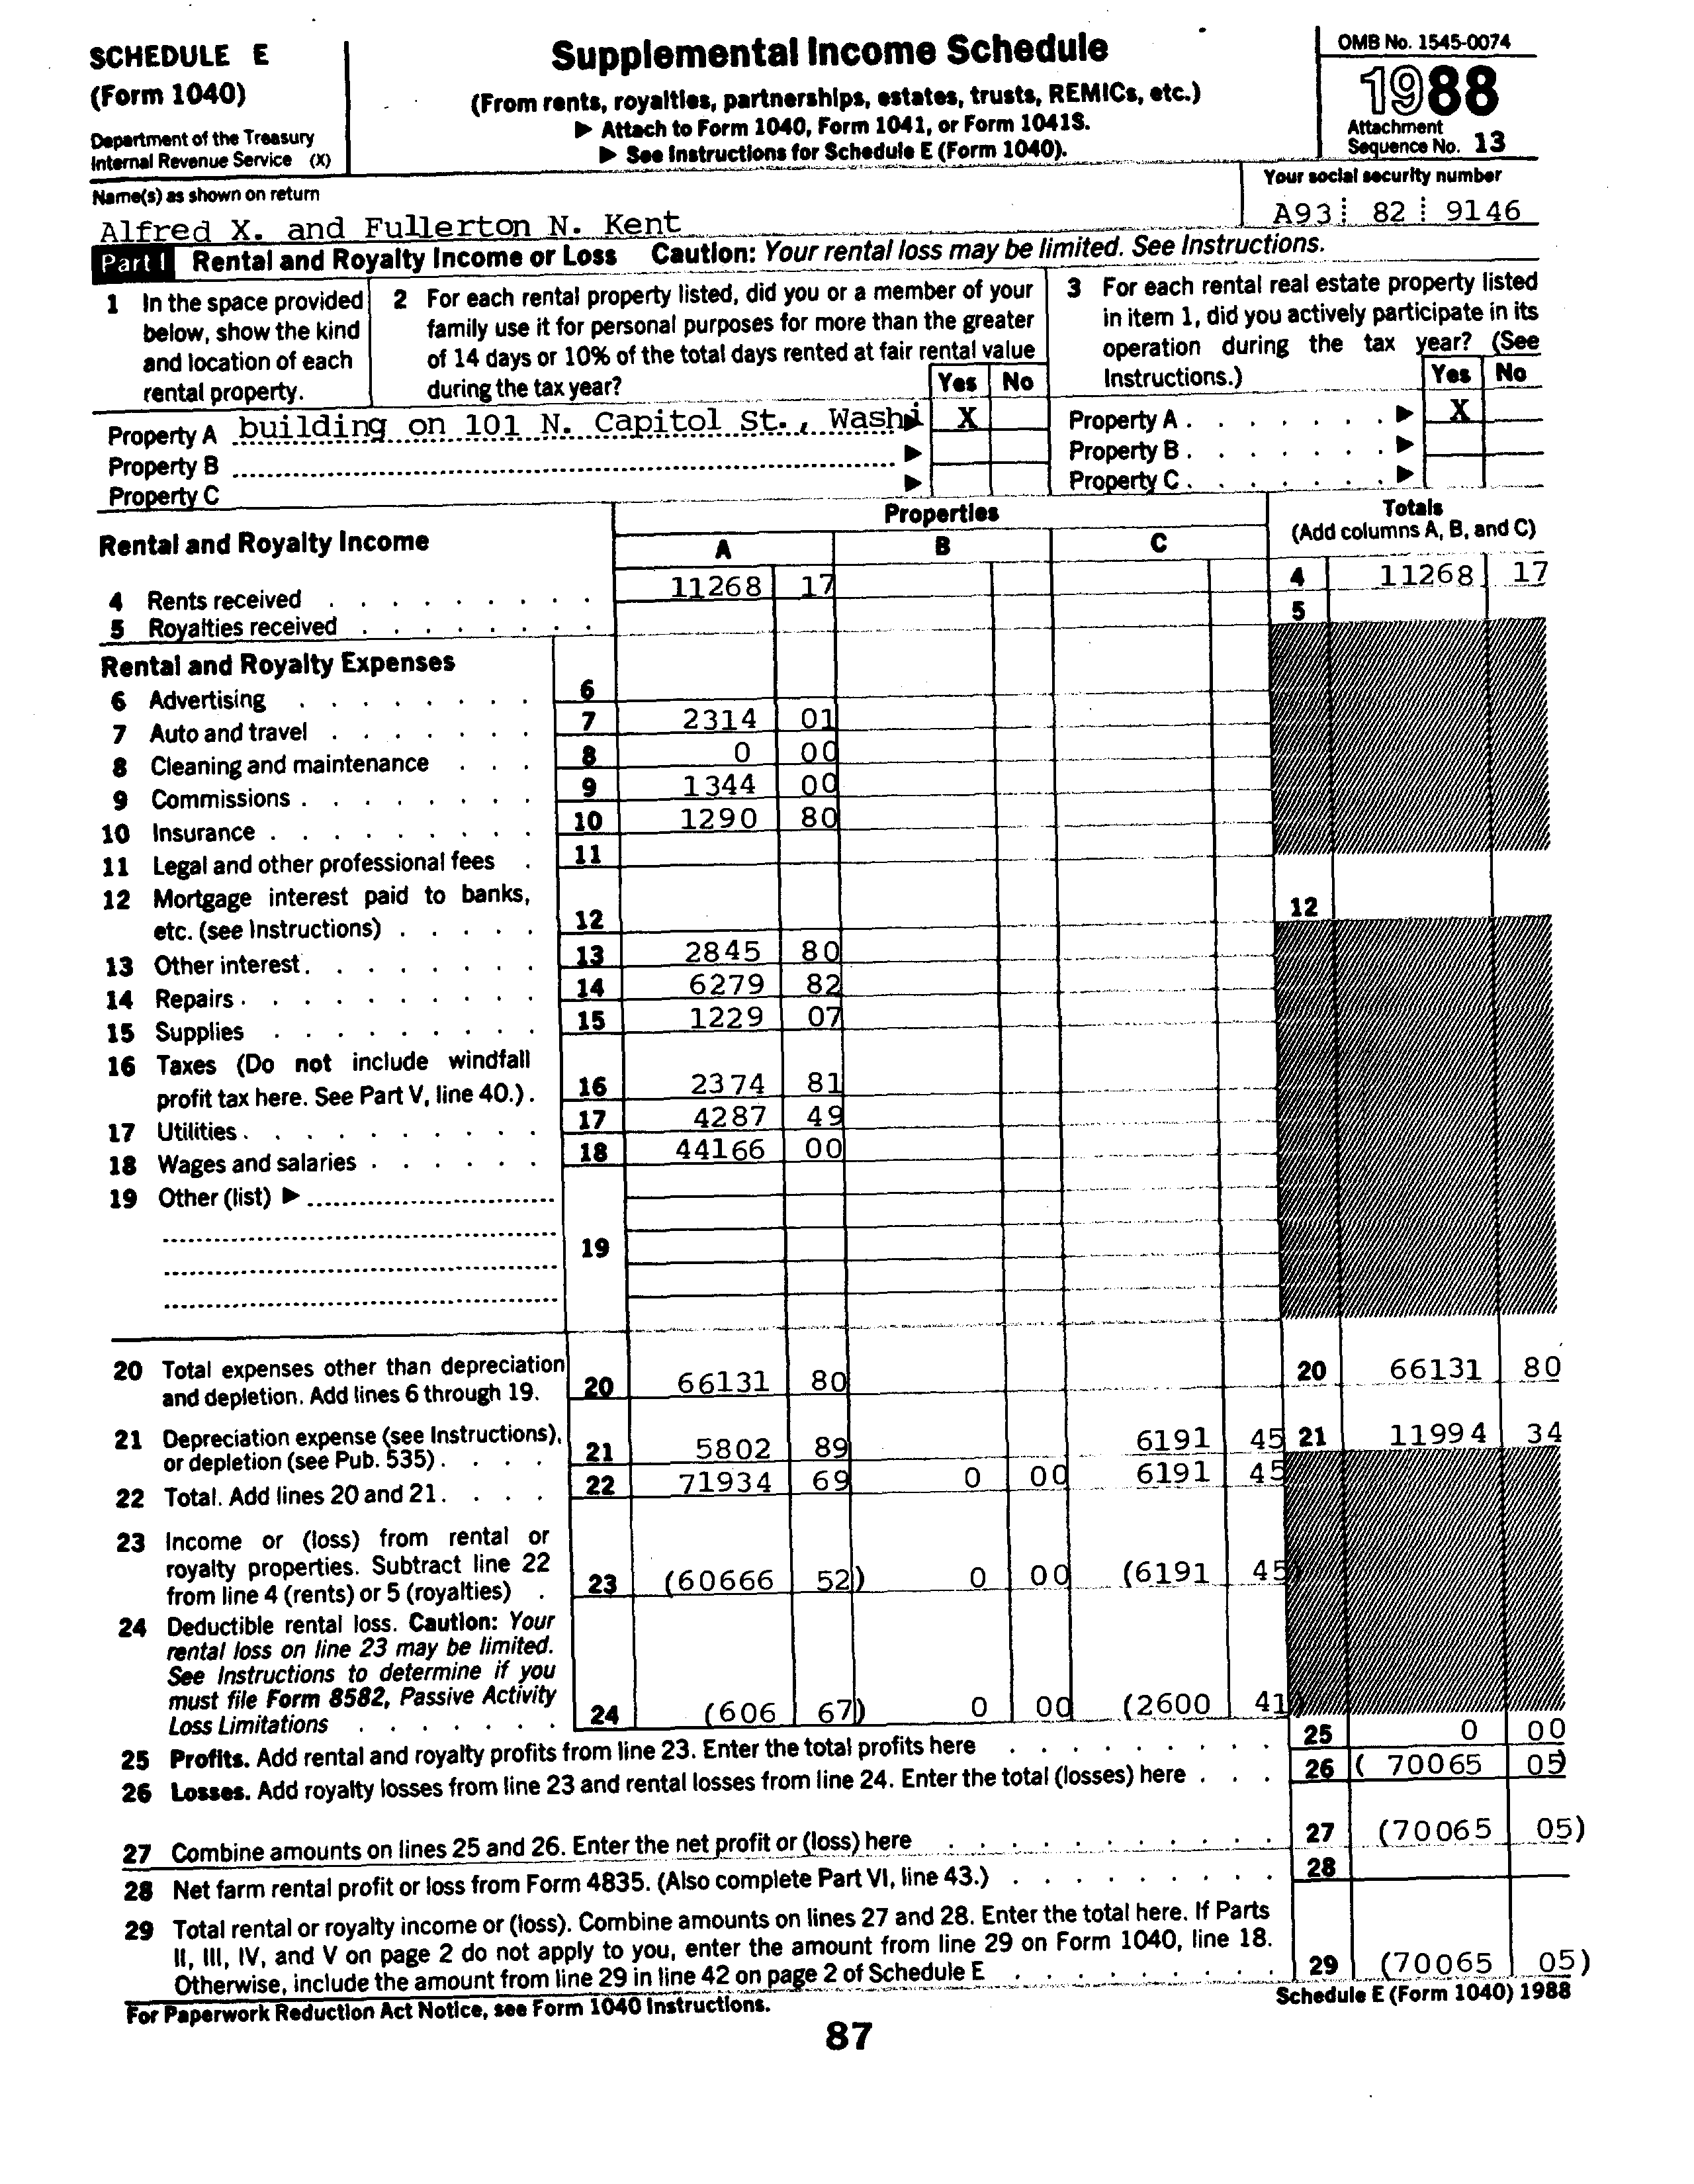 SCHEDULE E
(Form 1040)
Department of the Treasury
Internal Revenue Service (X)
Supplemental Income Schedule
(From rents, royalties, partnerships, estates, trusts, REMICs, etc.)
▶ Attach to Form 1040, Form 1041, or Form 1041S.
▶ See Instructions for Schedule E (Form 1040).
OMB No. 1545-0074
1988
Attachment
Sequence No. 13
Name(s) as shown on return
Alfred X. and Fullerton N. Kent
Your social security number
A93 82 9146
Part I Rental and Royalty Income or Loss Caution: Your rental loss may be limited. See Instructions.
1 In the space provided
below, show the kind
and location of each
rental property.
2 For each rental property listed, did you or a member of your
family use it for personal purposes for more than the greater
of 14 days or 10% of the total days rented at fair rental value
during the tax year?
Yes No
3 For each rental real estate property listed
in item 1, did you actively participate in its
operation during the tax year? (See
Instructions.)
Yes No
Property A building on 101 N. Capitol St., Washi ▶ X
Property B ▶
Property C ▶
Property A . . . . . . . ▶ X
Property B . . . . . . . ▶
Property C . . . . . . . ▶
Rental and Royalty Income
Properties
A B C
Totals
(Add columns A, B, and C)
4 Rents received . . . . . . . . . 11268 17 4 11268 17
5 Royalties received . . . . . . . . 5
Rental and Royalty Expenses
6 Advertising . . . . . . . . 6
7 Auto and travel . . . . . . . 7 2314 01
8 Cleaning and maintenance . . . 8 0 00
9 Commissions . . . . . . . . 9 1344 00
10 Insurance . . . . . . . . . 10 1290 80
11 Legal and other professional fees . 11
12 Mortgage interest paid to banks,
etc. (see Instructions) . . . . . 12 12
13 Other interest . . . . . . . . 13 2845 80
14 Repairs . . . . . . . . . . 14 6279 82
15 Supplies . . . . . . . . . 15 1229 07
16 Taxes (Do not include windfall
profit tax here. See Part V, line 40.) . 16 2374 81
17 Utilities . . . . . . . . . . 17 4287 49
18 Wages and salaries . . . . . . 18 44166 00
19 Other (list) ▶
19
20 Total expenses other than depreciation
and depletion. Add lines 6 through 19. 20 66131 80 20 66131 80
21 Depreciation expense (see Instructions),
or depletion (see Pub. 535) . . . . 21 5802 89 6191 45 21 11994 34
22 Total. Add lines 20 and 21 . . . . 22 71934 69 0 00 6191 45
23 Income or (loss) from rental or
royalty properties. Subtract line 22
from line 4 (rents) or 5 (royalties) . 23 (60666 52) 0 00 (6191 45)
24 Deductible rental loss. Caution: Your
rental loss on line 23 may be limited.
See Instructions to determine if you
must file Form 8582, Passive Activity
Loss Limitations . . . . . . . 24 (606 67) 0 00 (2600 41)
25 Profits. Add rental and royalty profits from line 23. Enter the total profits here . . . . . . . . . 25 0 00
26 Losses. Add royalty losses from line 23 and rental losses from line 24. Enter the total (losses) here . . . 26 ( 70065 05)
27 Combine amounts on lines 25 and 26. Enter the net profit or (loss) here . . . . . . . . . . . 27 (70065 05)
28 Net farm rental profit or loss from Form 4835. (Also complete Part VI, line 43.) . . . . . . . . . 28
29 Total rental or royalty income or (loss). Combine amounts on lines 27 and 28. Enter the total here. If Parts
II, III, IV, and V on page 2 do not apply to you, enter the amount from line 29 on Form 1040, line 18.
Otherwise, include the amount from line 29 in line 42 on page 2 of Schedule E . . . . . . . . . 29 (70065 05)
For Paperwork Reduction Act Notice, see Form 1040 Instructions.
Schedule E (Form 1040) 1988
87